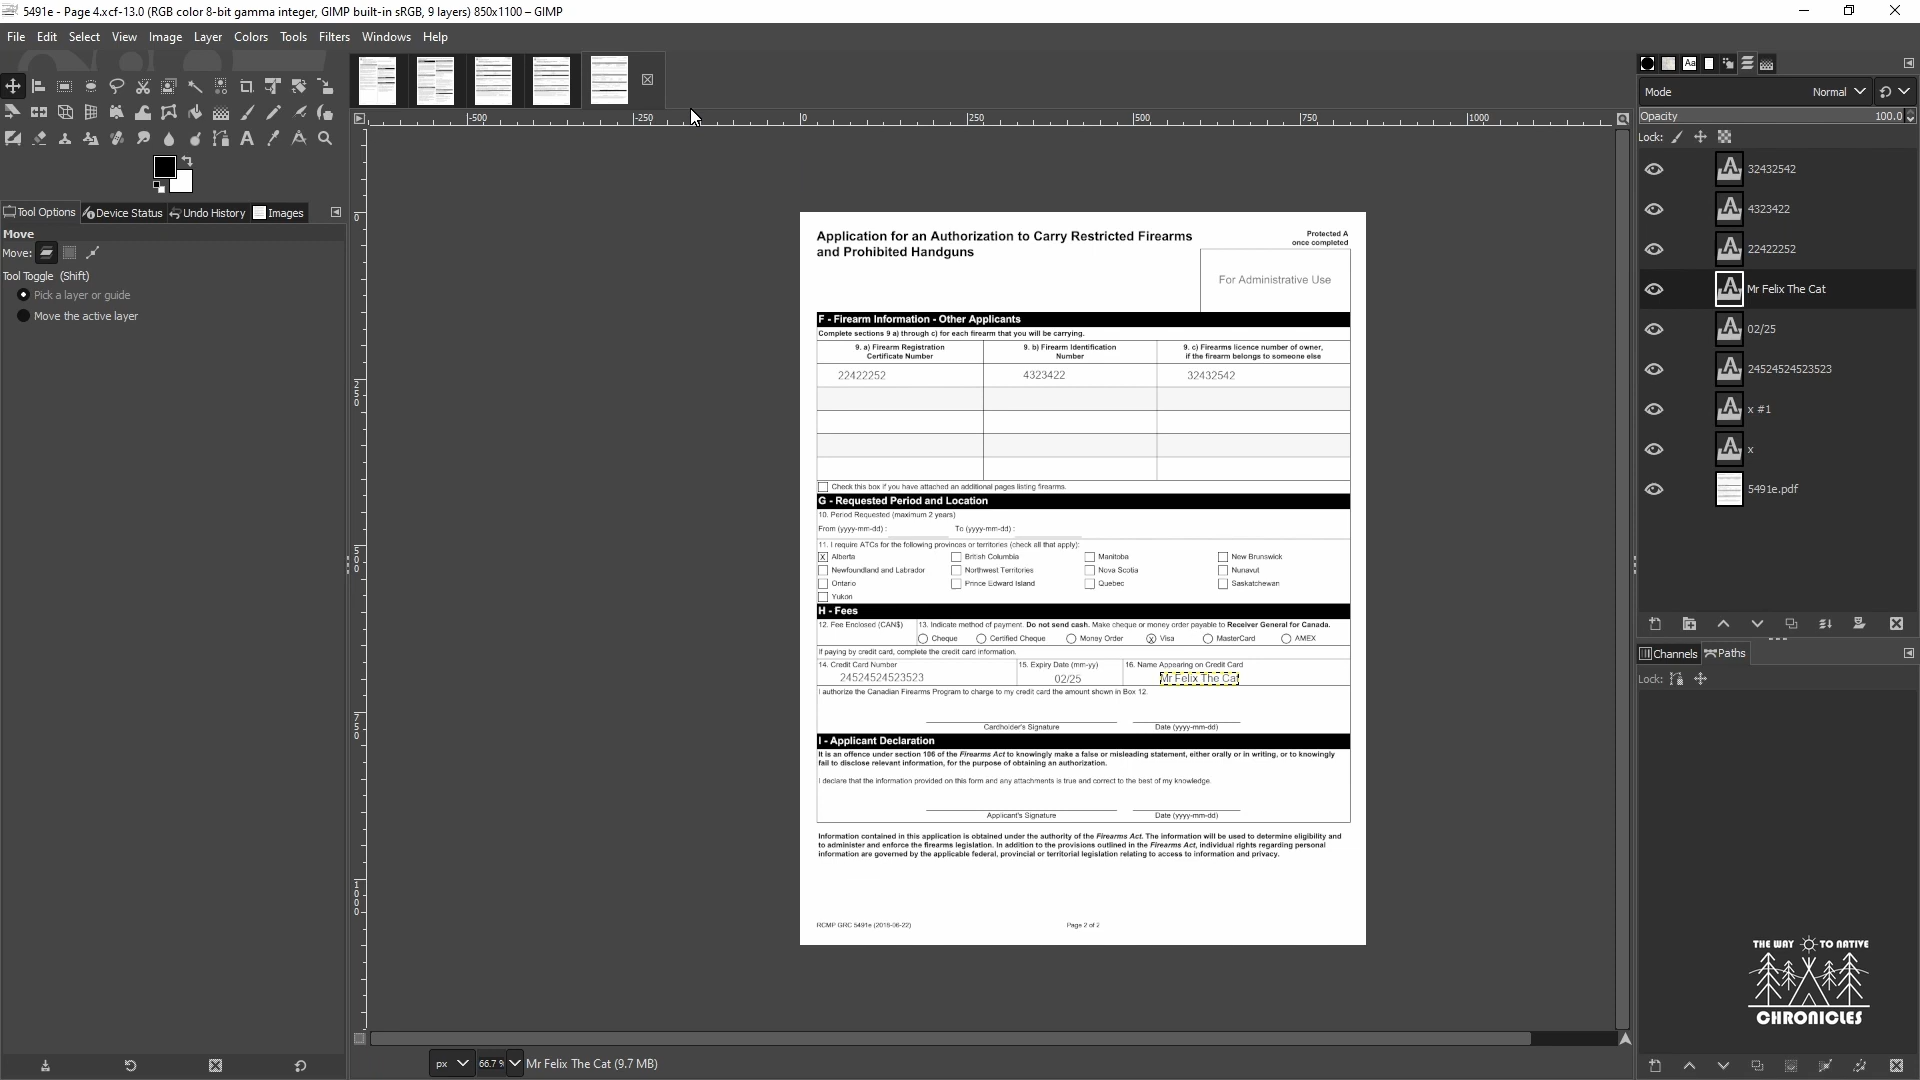 5491e - Page 4.xcf-13.0 (RGB color 8-bit gamma integer, GIMP built-in sRGB, 9 layers) 850x1100 – GIMP
File Edit Select View Image Layer Colors Tools Filters Windows Help
Tool Options Device Status Undo History Images
Move
Move:
Tool Toggle (Shift)
Pick a layer or guide
Move the active layer
-500 -250 0 250 500 750 1000
0
250
500
750
1000
Application for an Authorization to Carry Restricted Firearms
and Prohibited Handguns
Protected A
once completed
For Administrative Use
F - Firearm Information - Other Applicants
Complete sections 9 a) through c) for each firearm that you will be carrying.
9. a) Firearm Registration
Certificate Number
9. b) Firearm Identification
Number
9. c) Firearms licence number of owner,
if the firearm belongs to someone else
22422252 4323422 32432542
Check this box if you have attached an additional pages listing firearms.
G - Requested Period and Location
10. Period Requested (maximum 2 years)
From (yyyy-mm-dd) : To (yyyy-mm-dd) :
11. I require ATCs for the following provinces or territories (check all that apply):
X Alberta British Columbia Manitoba New Brunswick
Newfoundland and Labrador Northwest Territories Nova Scotia Nunavut
Ontario Prince Edward Island Quebec Saskatchewan
Yukon
H - Fees
12. Fee Enclosed (CAN$) 13. Indicate method of payment. Do not send cash. Make cheque or money order payable to Receiver General for Canada.
Cheque Certified Cheque Money Order X Visa MasterCard AMEX
If paying by credit card, complete the credit card information.
14. Credit Card Number 15. Expiry Date (mm-yy) 16. Name Appearing on Credit Card
24524524523523 02/25 Mr Felix The Cat
I authorize the Canadian Firearms Program to charge to my credit card the amount shown in Box 12.
Cardholder's Signature Date (yyyy-mm-dd)
I - Applicant Declaration
It is an offence under section 106 of the Firearms Act to knowingly make a false or misleading statement, either orally or in writing, or to knowingly
fail to disclose relevant information, for the purpose of obtaining an authorization.
I declare that the information provided on this form and any attachments is true and correct to the best of my knowledge.
Applicant's Signature Date (yyyy-mm-dd)
Information contained in this application is obtained under the authority of the Firearms Act. The information will be used to determine eligibility and
to administer and enforce the firearms legislation. In addition to the provisions outlined in the Firearms Act, individual rights regarding personal
information are governed by the applicable federal, provincial or territorial legislation relating to access to information and privacy.
RCMP GRC 5491e (2016-06-22) Page 2 of 2
px 66.7 % Mr Felix The Cat (9.7 MB)
Aa
Mode Normal
Opacity 100.0
Lock:
32432542
4323422
22422252
Mr Felix The Cat
02/25
24524524523523
x #1
x
5491e.pdf
Channels Paths
Lock:
THE WAY TO NATIVE
CHRONICLES